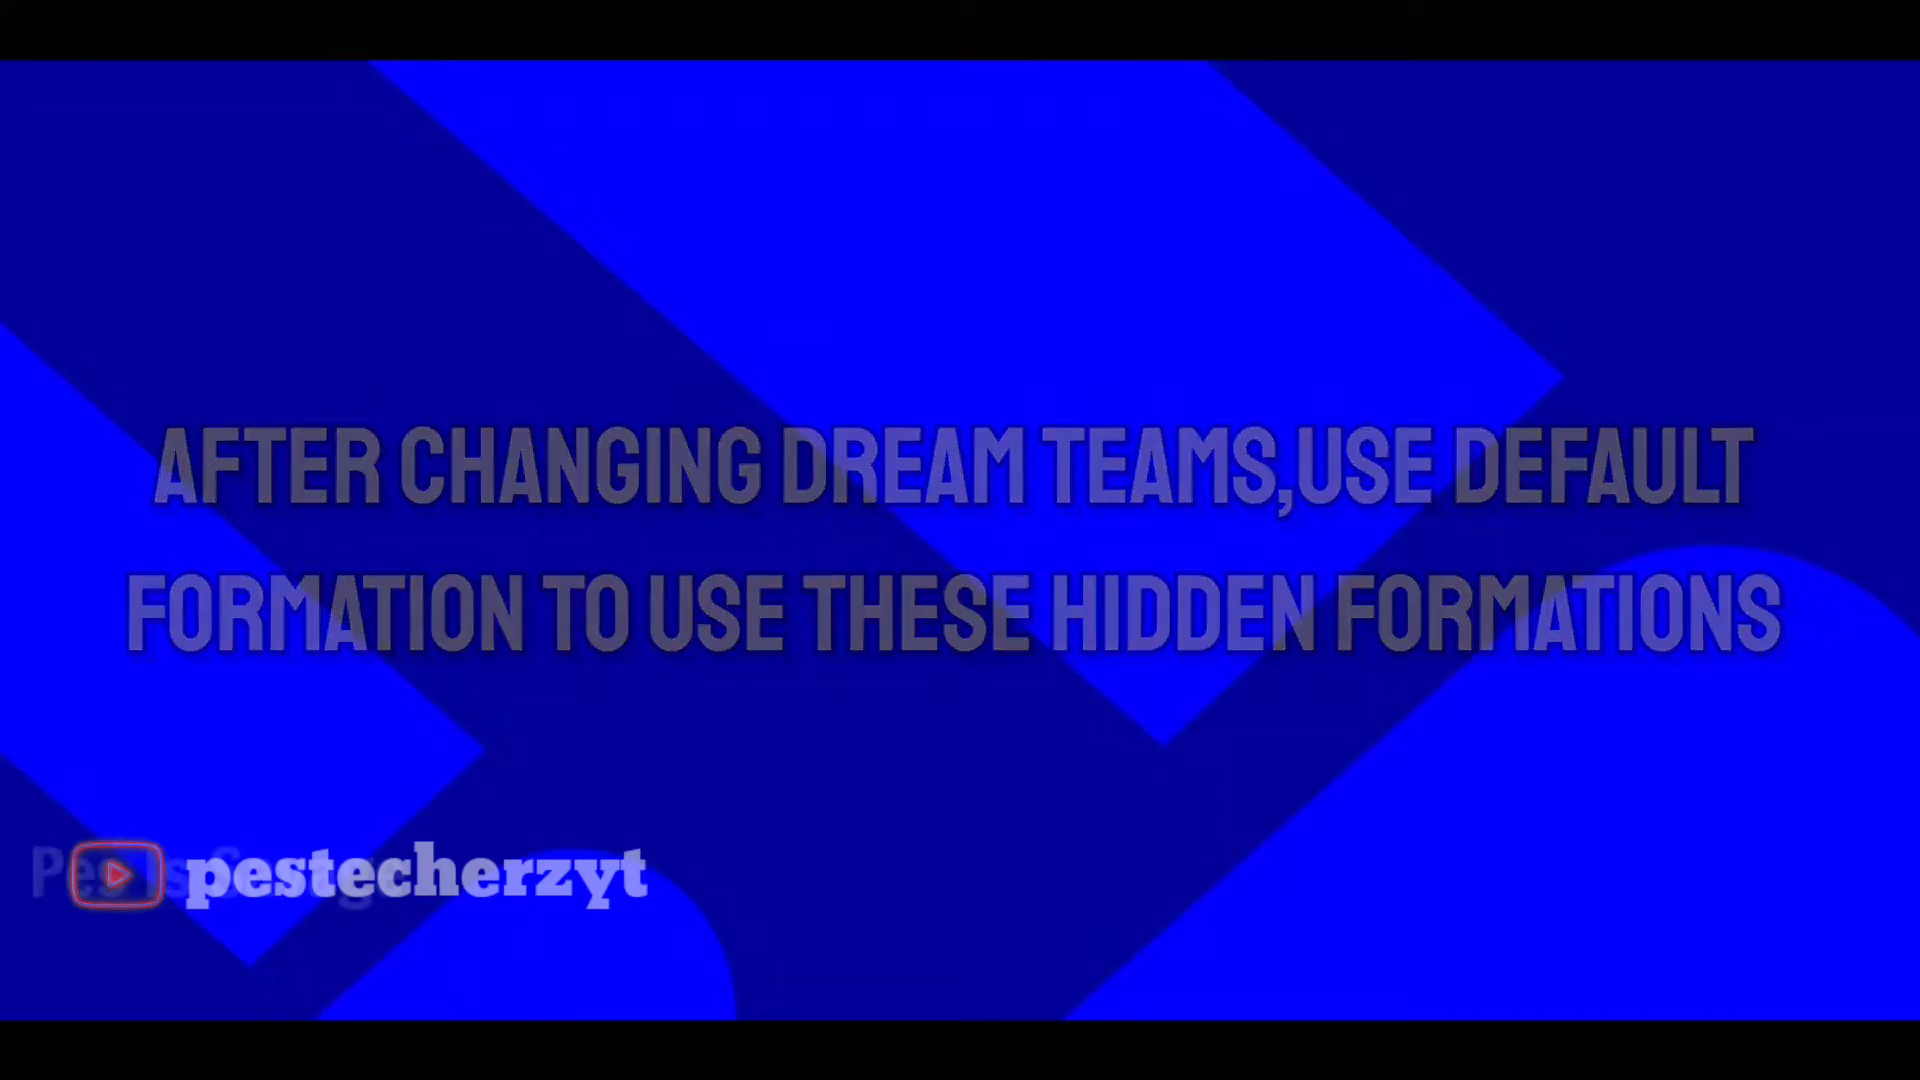 AFTER CHANGING DREAM TEAMS,USE DEFAULT
FORMATION TO USE THESE HIDDEN FORMATIONS
pestecherzyt